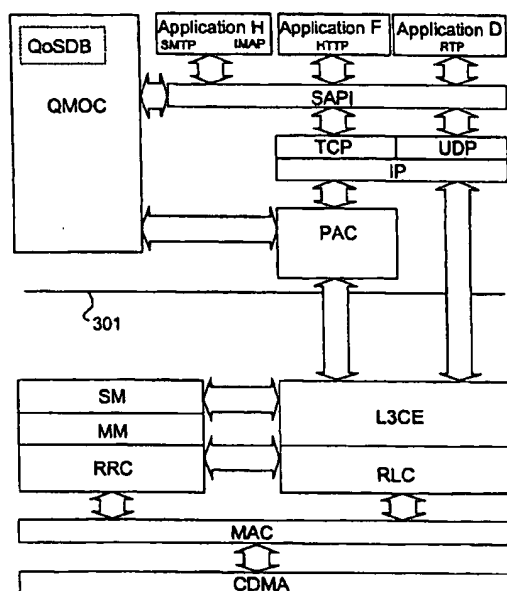 QoSDB
QMOC
Application H
SMTP IMAP
Application F
HTTP
Application D
RTP
SAPI
TCP
UDP
IP
PAC
301
SM
MM
RRC
L3CE
RLC
MAC
CDMA